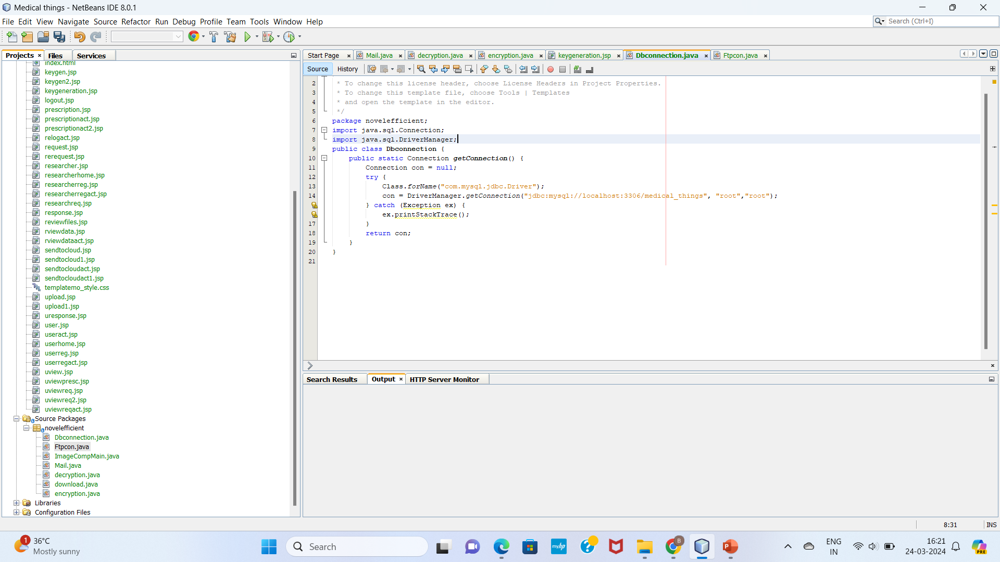 Medical things - NetBeans IDE 8.0.1
File Edit View Navigate Source Refactor Run Debug Profile Team Tools Window Help
Search (Ctrl+I)
Projects Files Services
index.html
keygen.jsp
keygen2.jsp
keygeneration.jsp
logout.jsp
prescription.jsp
prescriptionact.jsp
prescriptionact2.jsp
relogact.jsp
request.jsp
rerequest.jsp
researcher.jsp
researcherhome.jsp
researcherreg.jsp
researcherregact.jsp
researchreq.jsp
response.jsp
reviewfiles.jsp
rviewdata.jsp
rviewdataact.jsp
sendtocloud.jsp
sendtocloud1.jsp
sendtocloudact.jsp
sendtocloudact1.jsp
templatemo_style.css
upload.jsp
upload1.jsp
uresponse.jsp
user.jsp
useract.jsp
userhome.jsp
userreg.jsp
userregact.jsp
uview.jsp
uviewpresc.jsp
uviewreq.jsp
uviewreq2.jsp
uviewreqact.jsp
Source Packages
novelefficient
Dbconnection.java
Ftpcon.java
ImageCompMain.java
Mail.java
decryption.java
download.java
encryption.java
Libraries
Configuration Files
Start Page Mail.java decryption.java encryption.java keygeneration.jsp Dbconnection.java Ftpcon.java
Source History
2 * To change this license header, choose License Headers in Project Properties.
3 * To change this template file, choose Tools | Templates
4 * and open the template in the editor.
5 */
6 package novelefficient;
7 import java.sql.Connection;
8 import java.sql.DriverManager;
9 public class Dbconnection {
10 public static Connection getConnection() {
11 Connection con = null;
12 try {
13 Class.forName("com.mysql.jdbc.Driver");
14 con = DriverManager.getConnection("jdbc:mysql://localhost:3306/medical_things", "root","root");
} catch (Exception ex) {
ex.printStackTrace();
17 }
18 return con;
19 }
20 }
21
Search Results Output HTTP Server Monitor
8:31 INS
1
36°C
Mostly sunny
Search
myhp
B
P
ENG
IN
16:21
24-03-2024
PRE